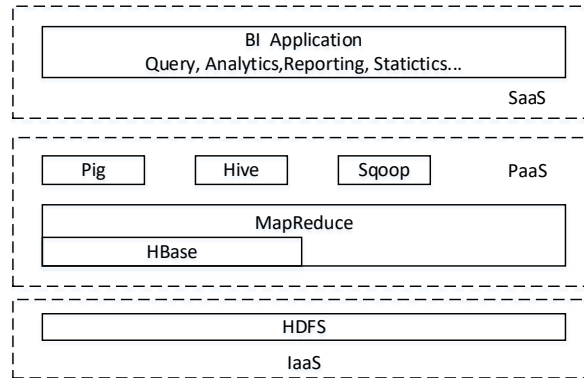 BI Application
Query, Analytics,Reporting, Statictics...
SaaS
Pig
Hive
Sqoop
PaaS
MapReduce
HBase
HDFS
IaaS